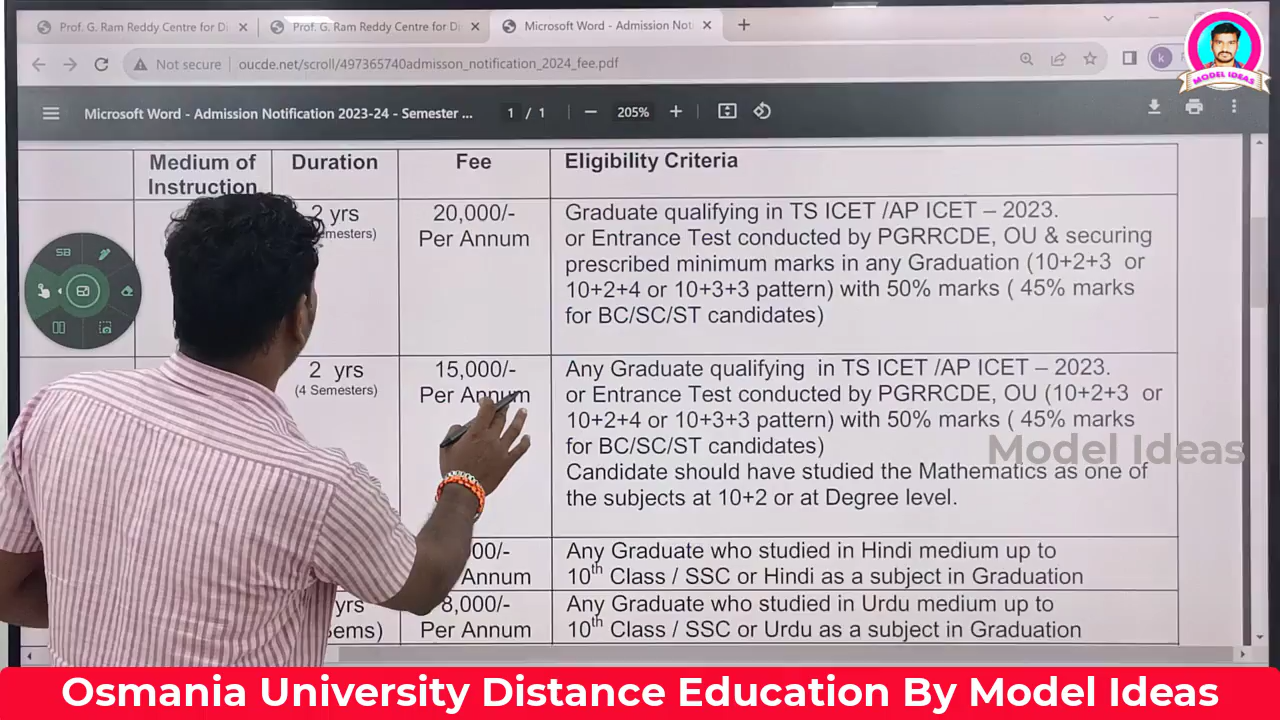 Prof. G. Ram Reddy Centre for Di
Prof. G. Ram Reddy Centre for Di
Microsoft Word - Admission Noti
Not secure
oucde.net/scroll/497365740admisson_notification_2024_fee.pdf
k
MODEL IDEAS
Microsoft Word - Admission Notification 2023-24 - Semester ...
1 / 1
205%
Medium of
Instruction
Duration
Fee
Eligibility Criteria
2 yrs
emesters)
20,000/-
Per Annum
Graduate qualifying in TS ICET /AP ICET – 2023.
or Entrance Test conducted by PGRRCDE, OU & securing
prescribed minimum marks in any Graduation (10+2+3 or
10+2+4 or 10+3+3 pattern) with 50% marks ( 45% marks
for BC/SC/ST candidates)
SB
2 yrs
(4 Semesters)
15,000/-
Per Annum
Any Graduate qualifying in TS ICET /AP ICET – 2023.
or Entrance Test conducted by PGRRCDE, OU (10+2+3 or
10+2+4 or 10+3+3 pattern) with 50% marks ( 45% marks
for BC/SC/ST candidates)
Candidate should have studied the Mathematics as one of
the subjects at 10+2 or at Degree level.
Model Ideas
00/-
Annum
Any Graduate who studied in Hindi medium up to
10th Class / SSC or Hindi as a subject in Graduation
yrs
Sems)
8,000/-
Per Annum
Any Graduate who studied in Urdu medium up to
10th Class / SSC or Urdu as a subject in Graduation
Osmania University Distance Education By Model Ideas